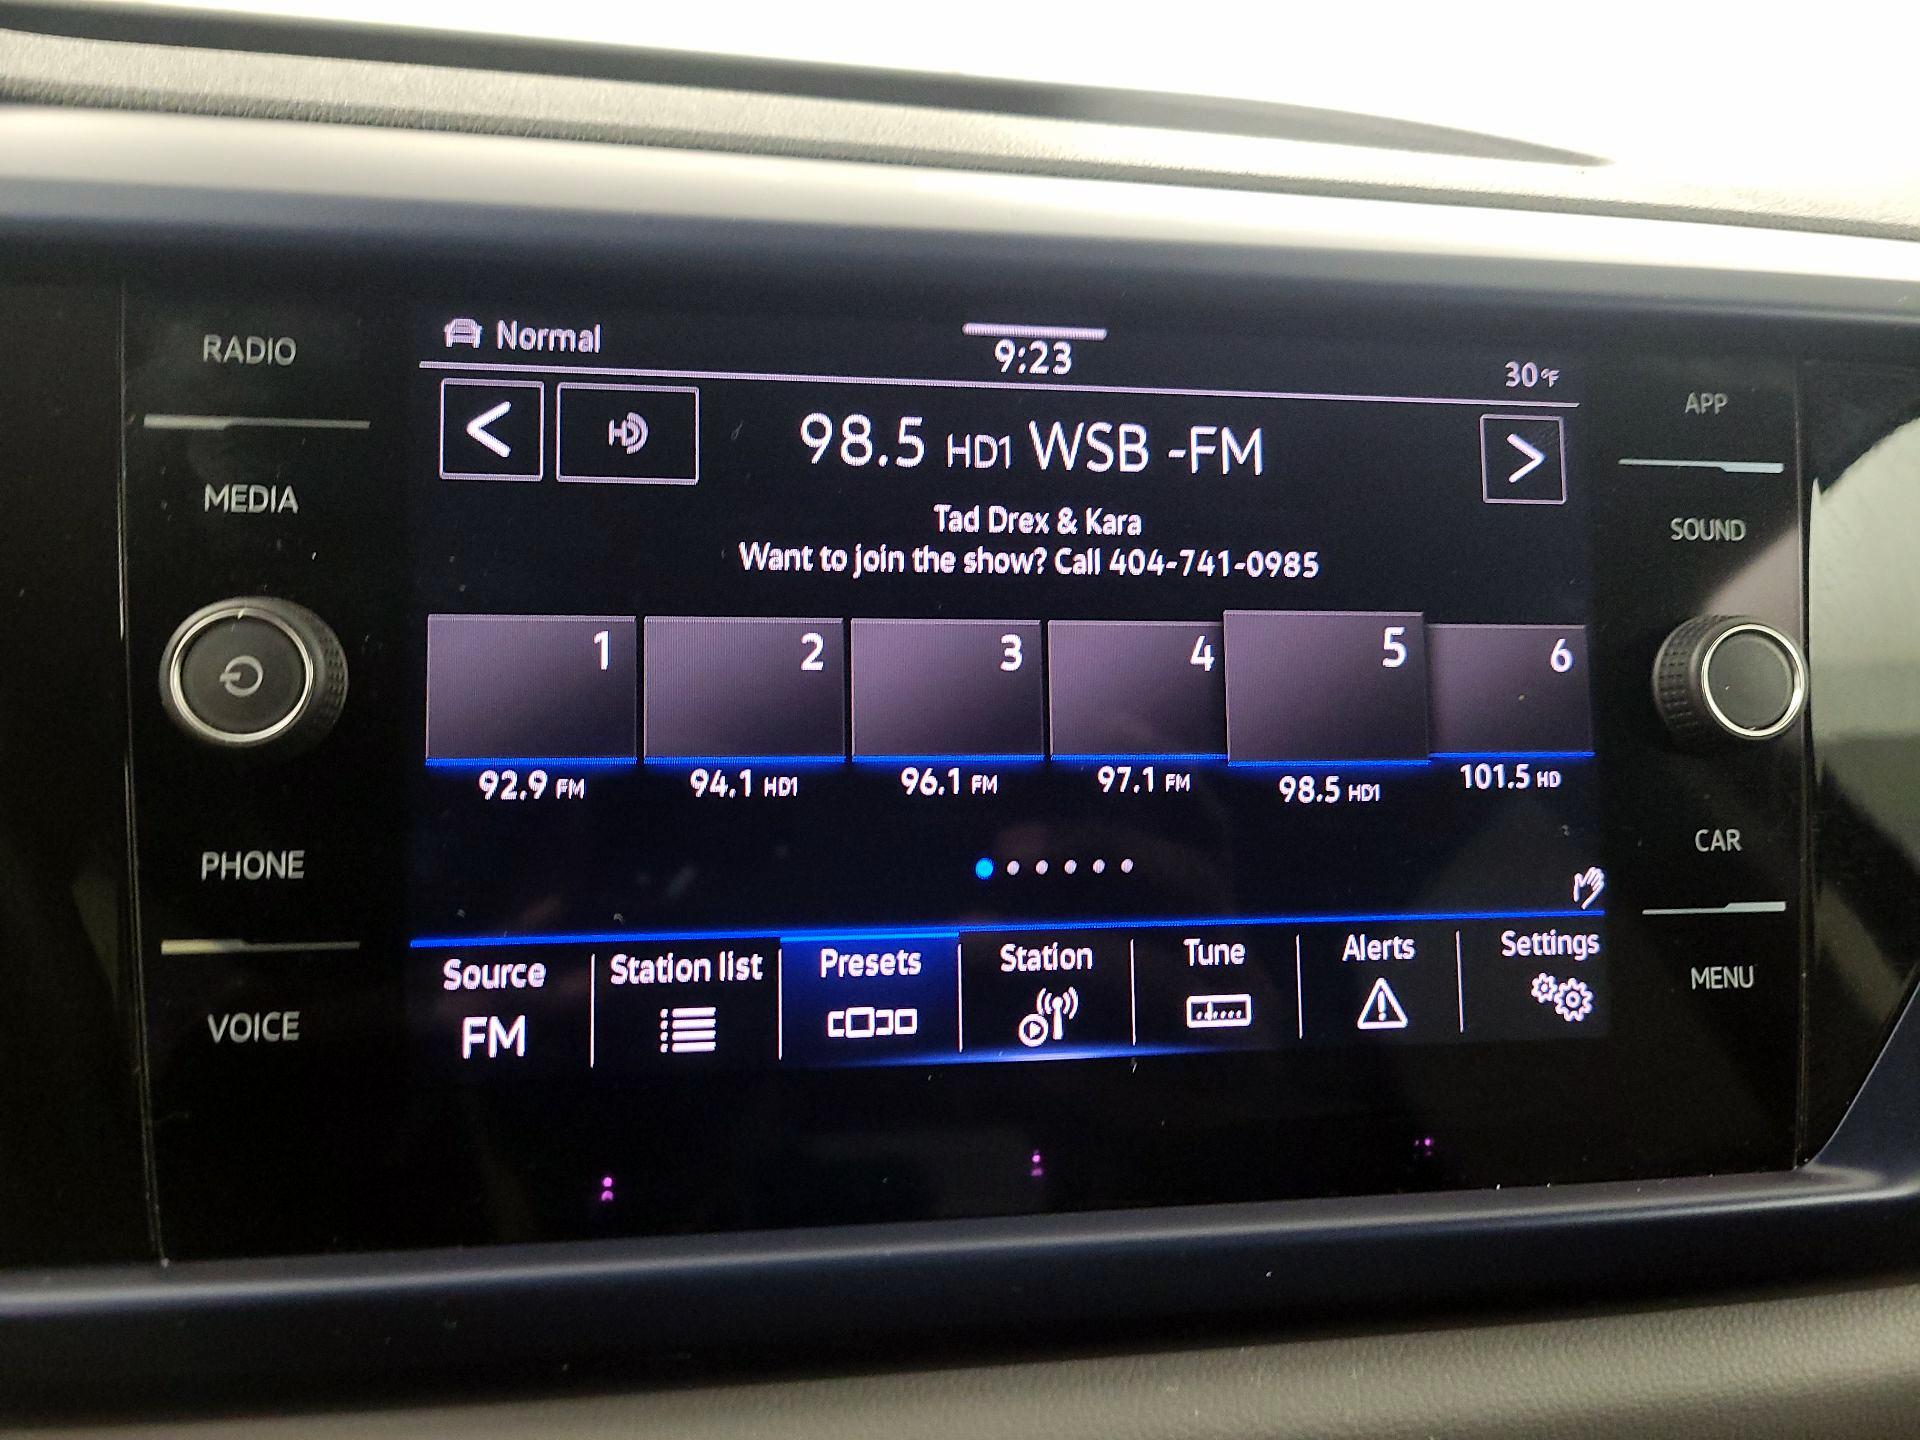 RADIO
MEDIA
PHONE
VOICE
Normal
9:23
30°F
HD
98.5 HD1 WSB -FM
Tad Drex & Kara
Want to join the show? Call 404-741-0985
1 2 3 4 5 6
92.9 FM 94.1 HD1 96.1 FM 97.1 FM 98.5 HD1 101.5 HD
Source Station list Presets Station Tune Alerts Settings
FM
APP
SOUND
CAR
MENU